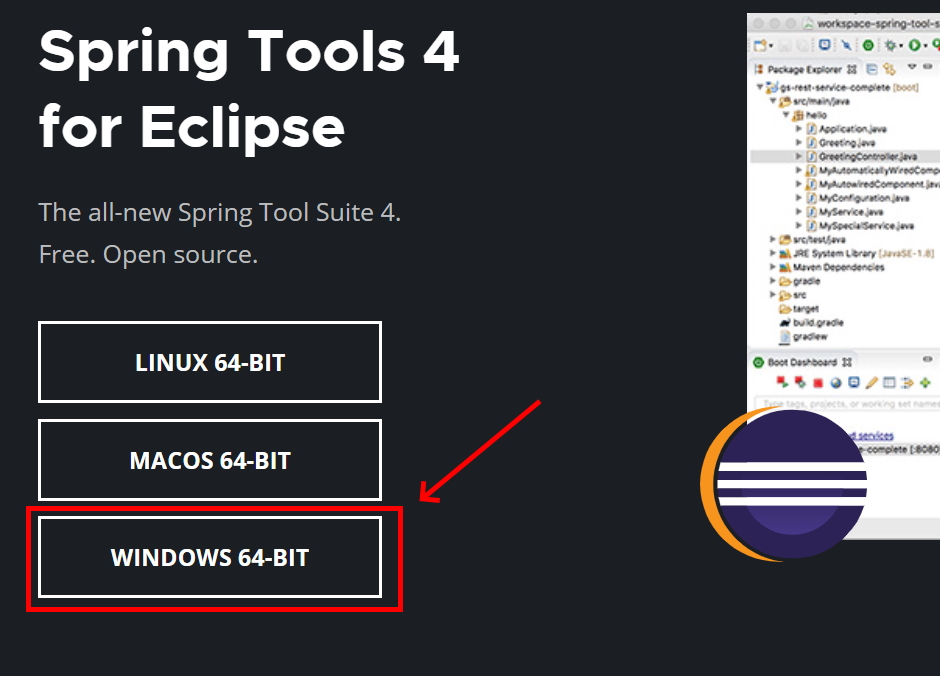 Spring Tools 4
for Eclipse
The all-new Spring Tool Suite 4.
Free. Open source.
LINUX 64-BIT
MACOS 64-BIT
WINDOWS 64-BIT
workspace-spring-tool-s
Package Explorer
gs-rest-service-complete [boot]
src/main/java
hello
Application.java
Greeting.java
GreetingController.java
MyAutomaticallyWiredComp
MyAutowiredComponent.java
MyConfiguration.java
MyService.java
MySpecialService.java
src/test/java
JRE System Library [JavaSE-1.8]
Maven Dependencies
gradle
src
target
build.gradle
gradlew
Boot Dashboard
Type tags, projects, or working set names
d services
e-complete [:8080]